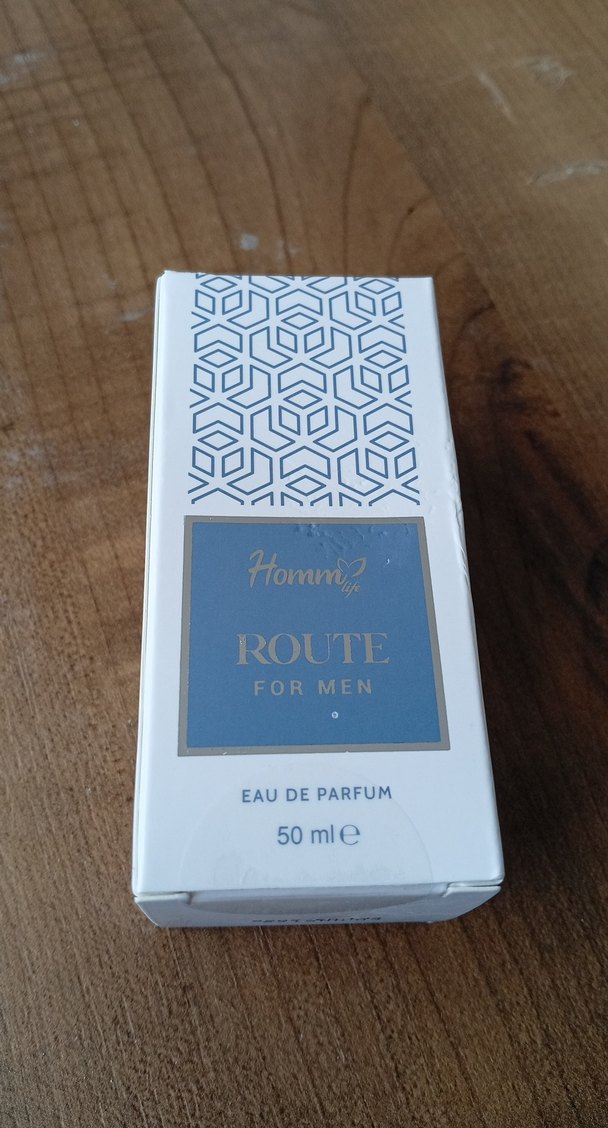 Homm
life
ROUTE
FOR MEN
EAU DE PARFUM
50 ml ℮